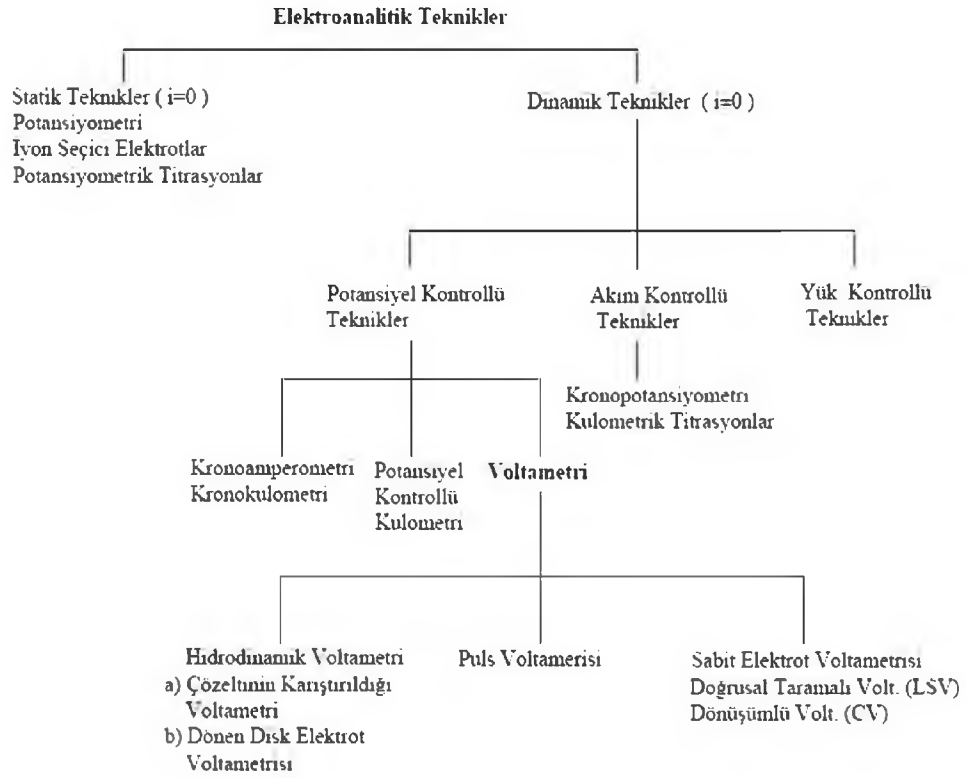 Elektroanalitik Teknikler
Statik Teknikler ( i=0 )
Potansiyometri
İyon Seçici Elektrotlar
Potansiyometrik Titrasyonlar
Dinamik Teknikler ( i=0 )
Potansiyel Kontrollü
Teknikler
Akım Kontrollü
Teknikler
Yük Kontrollü
Teknikler
Kronopotansiyometri
Kulometrik Titrasyonlar
Kronoamperometri
Kronokulometri
Potansiyel
Kontrollü
Kulometri
Voltametri
Hidrodinamik Voltametri
a) Çözeltinin Karıştırıldığı
Voltametri
b) Dönen Disk Elektrot
Voltametrisi
Puls Voltamerisi
Sabit Elektrot Voltametrisi
Doğrusal Taramalı Volt. (LSV)
Dönüşümlü Volt. (CV)